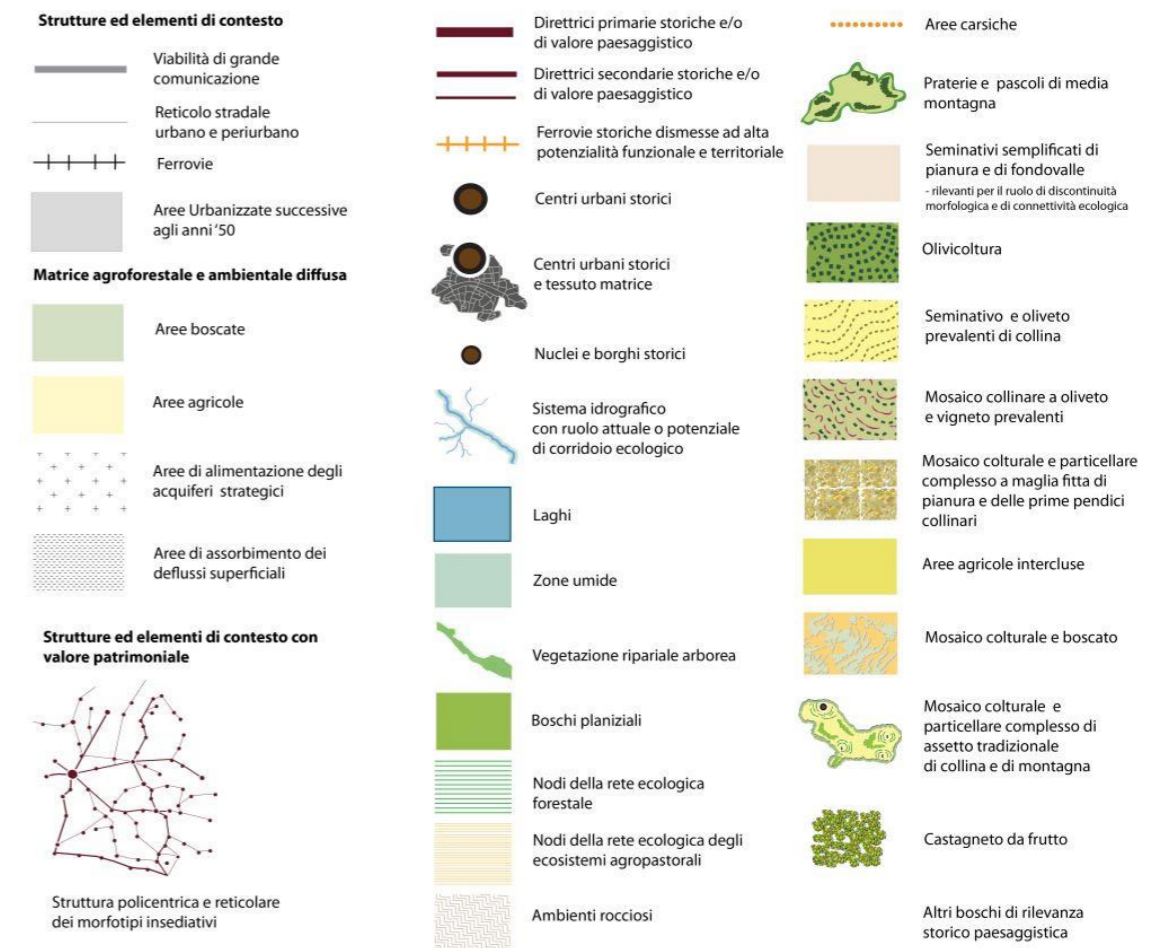 Strutture ed elementi di contesto
Viabilità di grande
comunicazione
Reticolo stradale
urbano e periurbano
Ferrovie
Aree Urbanizzate successive
agli anni '50
Matrice agroforestale e ambientale diffusa
Aree boscate
Aree agricole
Aree di alimentazione degli
acquiferi strategici
Aree di assorbimento dei
deflussi superficiali
Strutture ed elementi di contesto con
valore patrimoniale
Struttura policentrica e reticolare
dei morfotipi insediativi
Direttrici primarie storiche e/o
di valore paesaggistico
Direttrici secondarie storiche e/o
di valore paesaggistico
Ferrovie storiche dismesse ad alta
potenzialità funzionale e territoriale
Centri urbani storici
Centri urbani storici
e tessuto matrice
Nuclei e borghi storici
Sistema idrografico
con ruolo attuale o potenziale
di corridoio ecologico
Laghi
Zone umide
Vegetazione ripariale arborea
Boschi planiziali
Nodi della rete ecologica
forestale
Nodi della rete ecologica degli
ecosistemi agropastorali
Ambienti rocciosi
Aree carsiche
Praterie e pascoli di media
montagna
Seminativi semplificati di
pianura e di fondovalle
- rilevanti per il ruolo di discontinuità
morfologica e di connettività ecologica
Olivicoltura
Seminativo e oliveto
prevalenti di collina
Mosaico collinare a oliveto
e vigneto prevalenti
Mosaico colturale e particellare
complesso a maglia fitta di
pianura e delle prime pendici
collinari
Aree agricole intercluse
Mosaico colturale e boscato
Mosaico colturale e
particellare complesso di
assetto tradizionale
di collina e di montagna
Castagneto da frutto
Altri boschi di rilevanza
storico paesaggistica